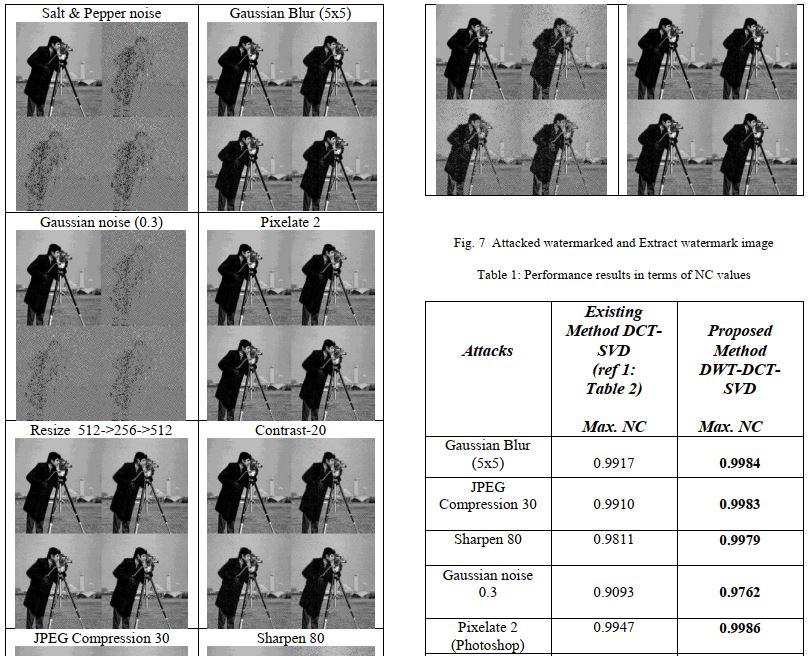 Salt & Pepper noise
Gaussian Blur (5x5)
Gaussian noise (0.3)
Pixelate 2
Resize  512->256->512
Contrast-20
JPEG Compression 30
Sharpen 80
Fig. 7  Attacked watermarked and Extract watermark image
Table 1: Performance results in terms of NC values
Attacks
Existing
Method DCT-
SVD
(ref 1:
Table 2)
Max. NC
Proposed
Method
DWT-DCT-
SVD
Max. NC
Gaussian Blur
(5x5)
0.9917
0.9984
JPEG
Compression 30
0.9910
0.9983
Sharpen 80
0.9811
0.9979
Gaussian noise
0.3
0.9093
0.9762
Pixelate 2
(Photoshop)
0.9947
0.9986